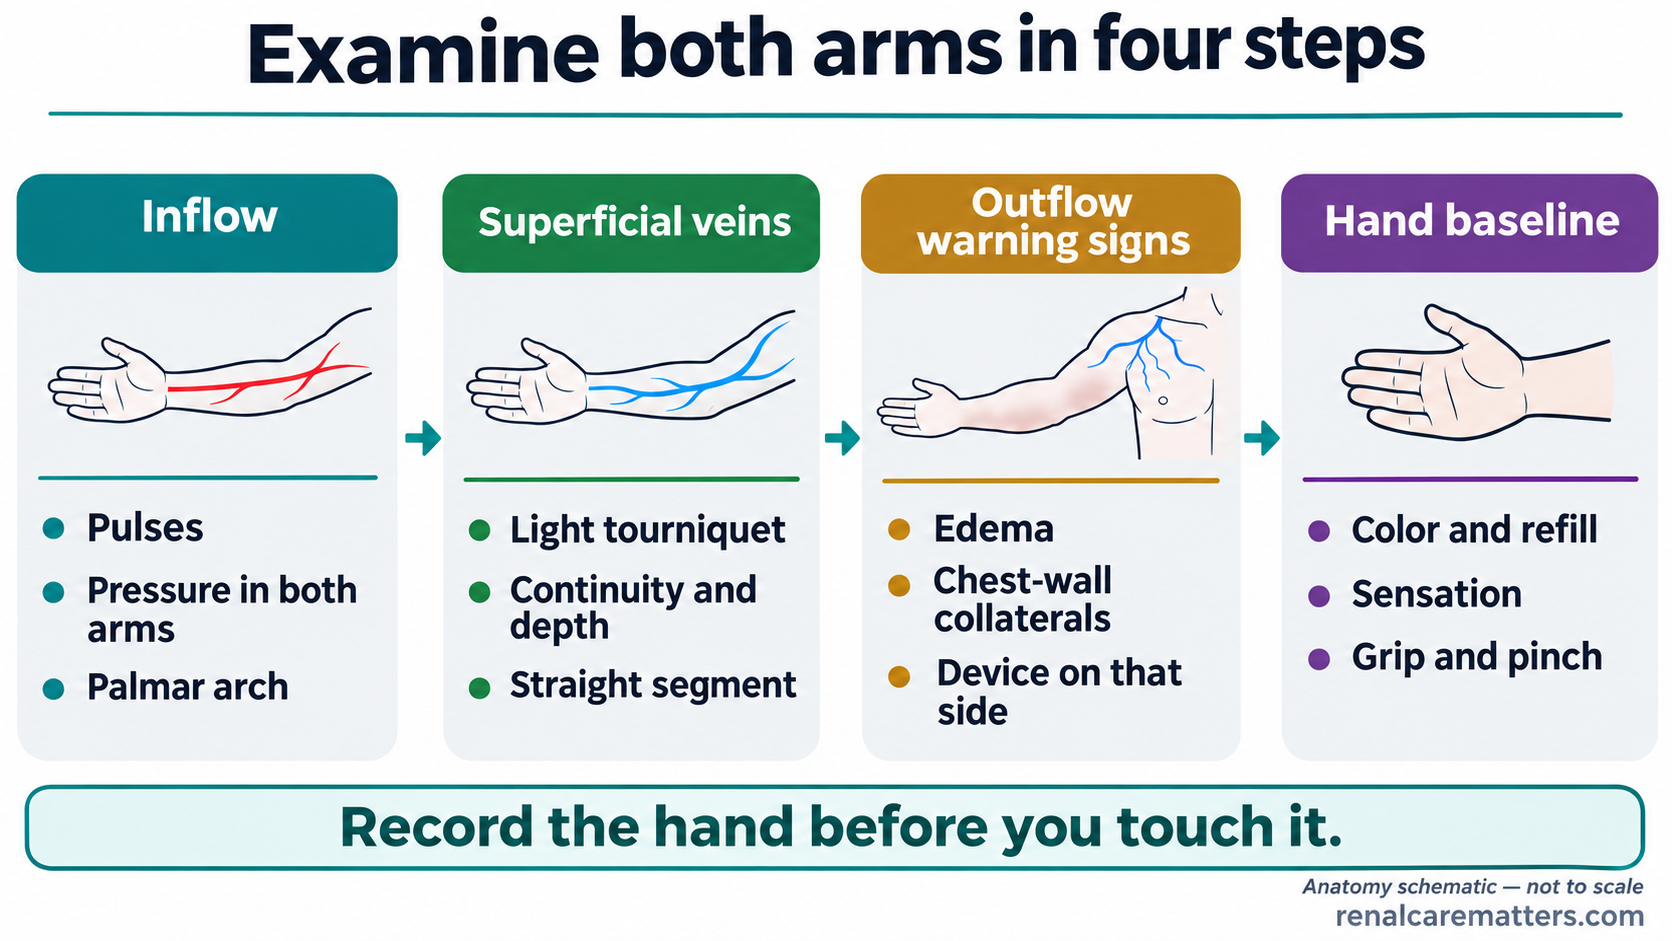 Examine both arms in four steps
Inflow
Pulses
Pressure in both
arms
Palmar arch
Superficial veins
Light tourniquet
Continuity and
depth
Straight segment
Outflow
warning signs
Edema
Chest-wall
collaterals
Device on that
side
Hand baseline
Color and refill
Sensation
Grip and pinch
Record the hand before you touch it.
Anatomy schematic — not to scale
renalcarematters.com